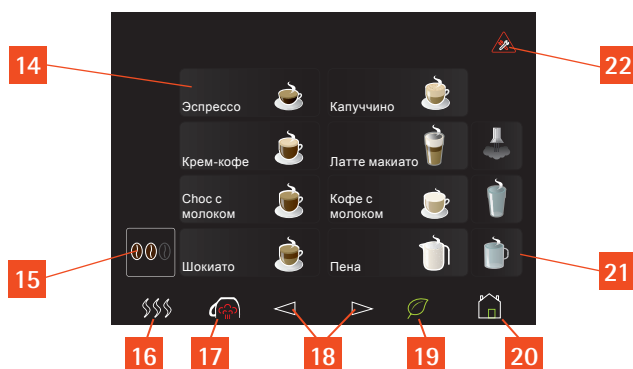 14
22
Эспрессо
Капуччино
Крем-кофе
Латте макиато
Choc с
молоком
Кофе с
молоком
Шокиато
Пена
15
21
16
17
18
19
20